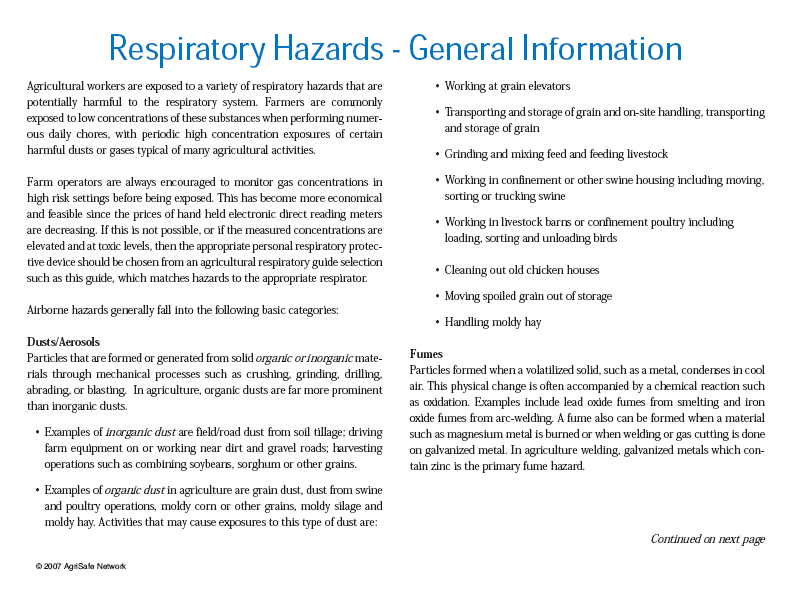 Respiratory Hazards - General Information
Agricultural workers are exposed to a variety of respiratory hazards that are
potentially harmful to the respiratory system. Farmers are commonly
exposed to low concentrations of these substances when performing numer-
ous daily chores, with periodic high concentration exposures of certain
harmful dusts or gases typical of many agricultural activities.
Farm operators are always encouraged to monitor gas concentrations in
high risk settings before being exposed. This has become more economical
and feasible since the prices of hand held electronic direct reading meters
are decreasing. If this is not possible, or if the measured concentrations are
elevated and at toxic levels, then the appropriate personal respiratory protec-
tive device should be chosen from an agricultural respiratory guide selection
such as this guide, which matches hazards to the appropriate respirator.
Airborne hazards generally fall into the following basic categories:
Dusts/Aerosols
Particles that are formed or generated from solid organic or inorganic mate-
rials through mechanical processes such as crushing, grinding, drilling,
abrading, or blasting. In agriculture, organic dusts are far more prominent
than inorganic dusts.
• Examples of inorganic dust are field/road dust from soil tillage; driving
farm equipment on or working near dirt and gravel roads; harvesting
operations such as combining soybeans, sorghum or other grains.
• Examples of organic dust in agriculture are grain dust, dust from swine
and poultry operations, moldy corn or other grains, moldy silage and
moldy hay. Activities that may cause exposures to this type of dust are:
• Working at grain elevators
• Transporting and storage of grain and on-site handling, transporting
and storage of grain
• Grinding and mixing feed and feeding livestock
• Working in confinement or other swine housing including moving,
sorting or trucking swine
• Working in livestock barns or confinement poultry including
loading, sorting and unloading birds
• Cleaning out old chicken houses
• Moving spoiled grain out of storage
• Handling moldy hay
Fumes
Particles formed when a volatilized solid, such as a metal, condenses in cool
air. This physical change is often accompanied by a chemical reaction such
as oxidation. Examples include lead oxide fumes from smelting and iron
oxide fumes from arc-welding. A fume also can be formed when a material
such as magnesium metal is burned or when welding or gas cutting is done
on galvanized metal. In agriculture welding, galvanized metals which con-
tain zinc is the primary fume hazard.
Continued on next page
© 2007 AgriSafe Network